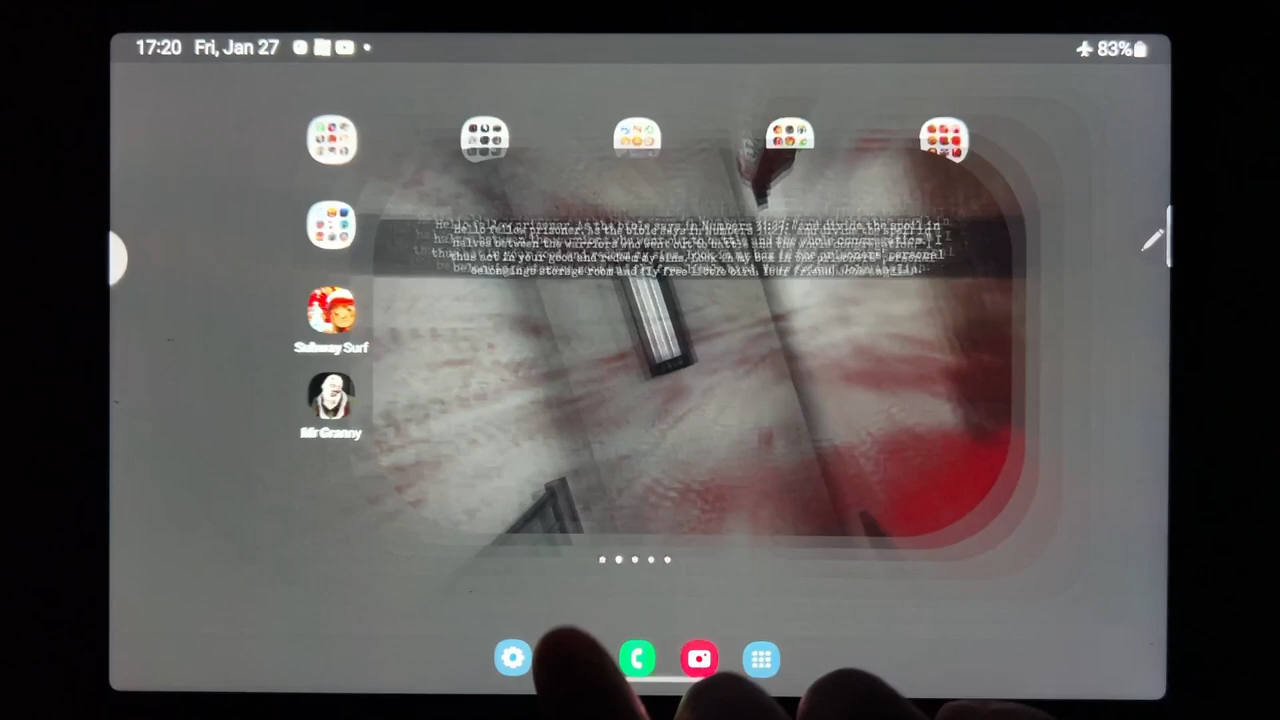 17:20 Fri, Jan 27 83%
Hello fellow prisoner, as the bible says in Numbers 31:27: "And divide the spoil in
halves between the warriors who went out to battle and the whole congregation." I
thus act in your good and redeem my sins. Look in my box in the prisoners' personal
belongings storage room and fly free little bird. Your friend, John
Subway Surf
Mr Granny